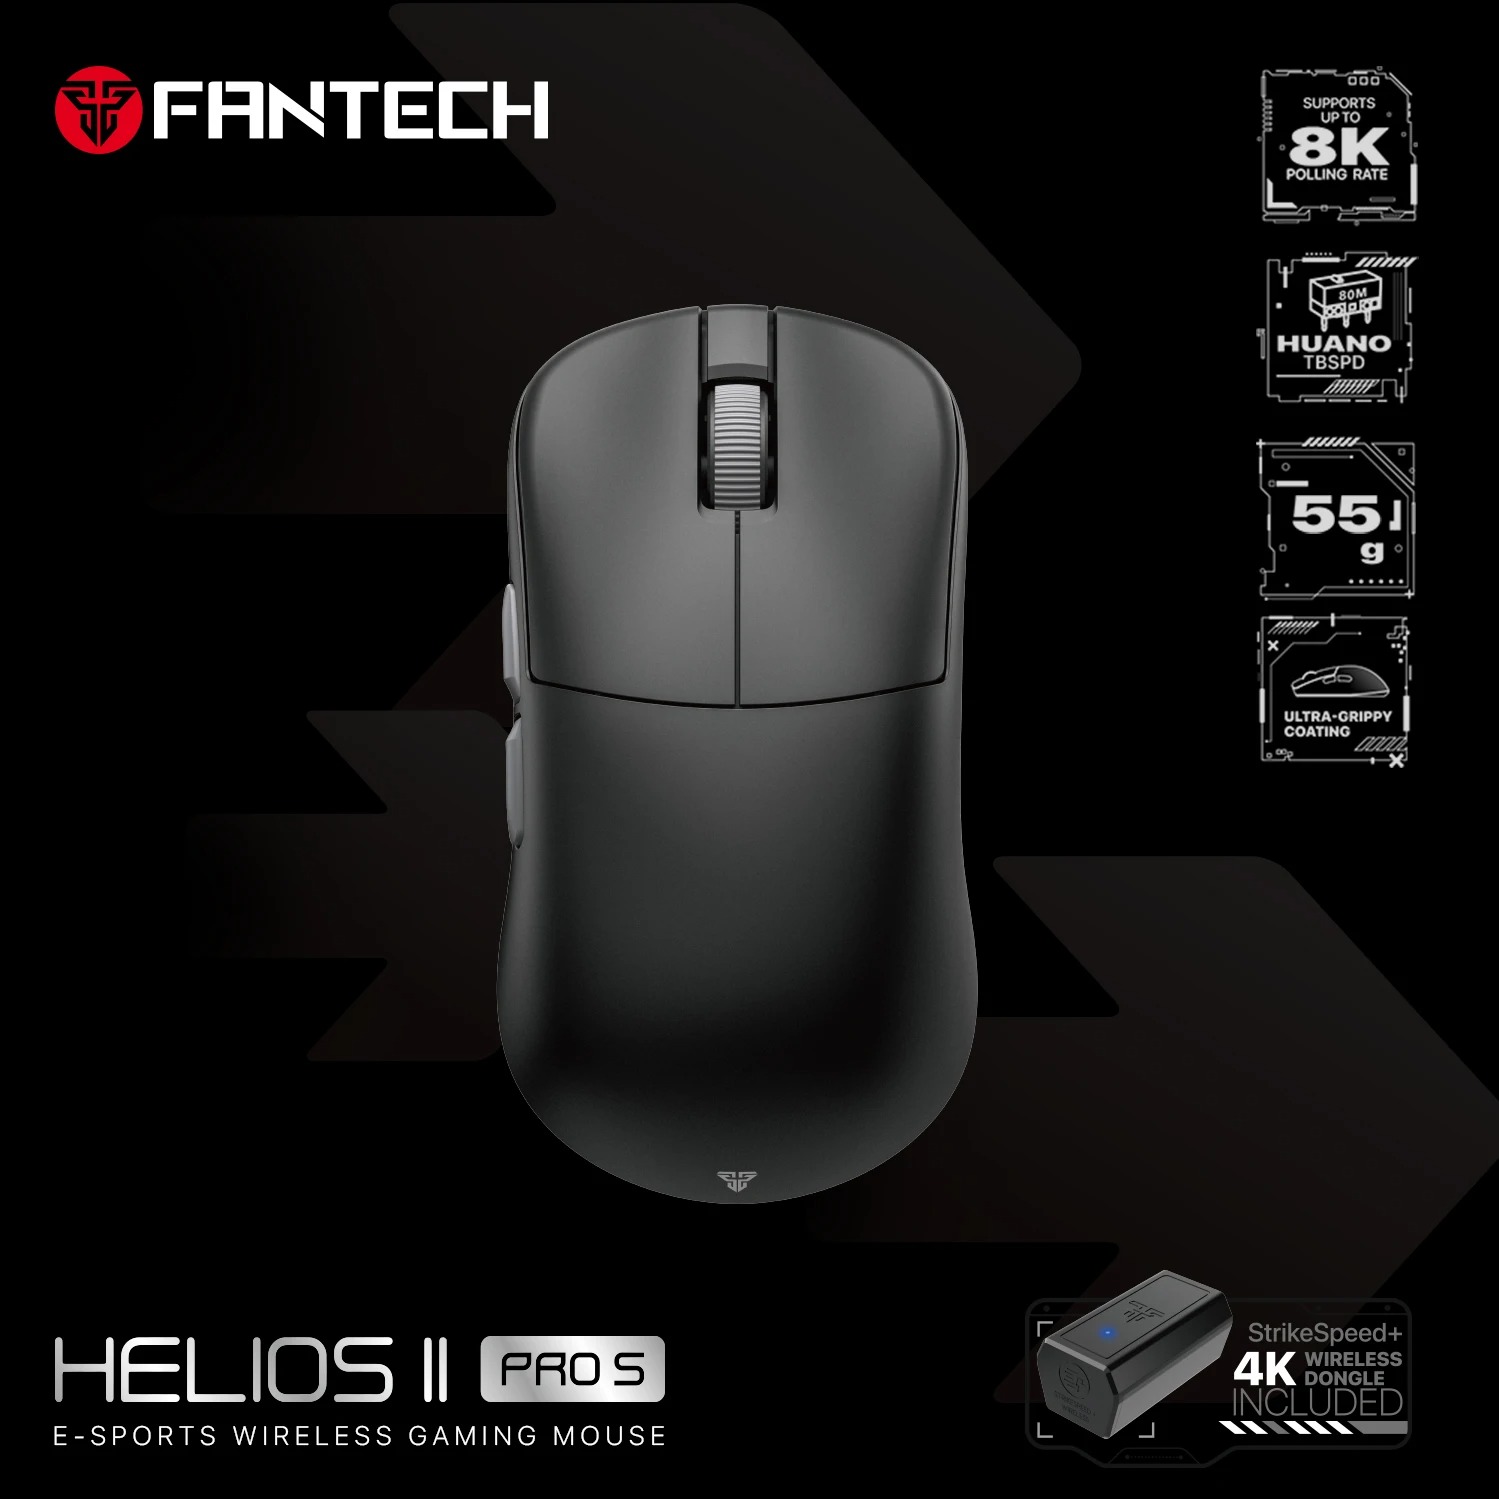 FANTECH
SUPPORTS
UP TO
8K
POLLING RATE
80M
HUANO
TBSPD
55
g
ULTRA-GRIPPY
COATING
HELIOS II PRO S
E-SPORTS WIRELESS GAMING MOUSE
StrikeSpeed+
4K WIRELESS
DONGLE
INCLUDED